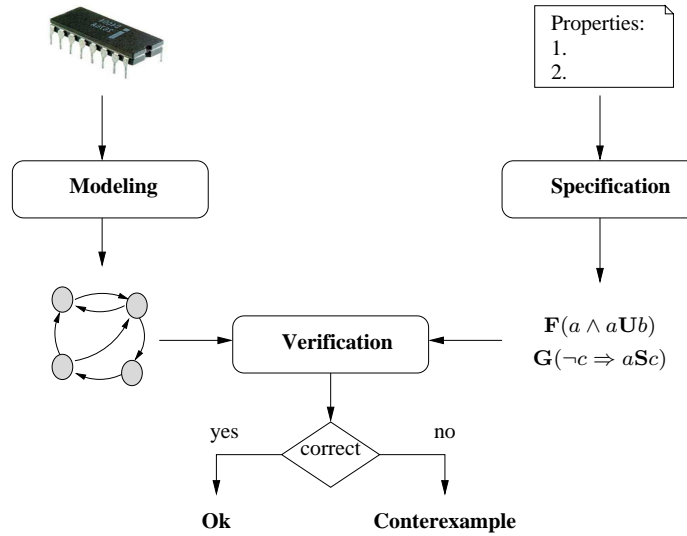 Properties:
1.
2.
Modeling
Specification
F(a ∧ aUb)
G(¬c ⇒ aSc)
Verification
yes
correct
no
Ok
Conterexample